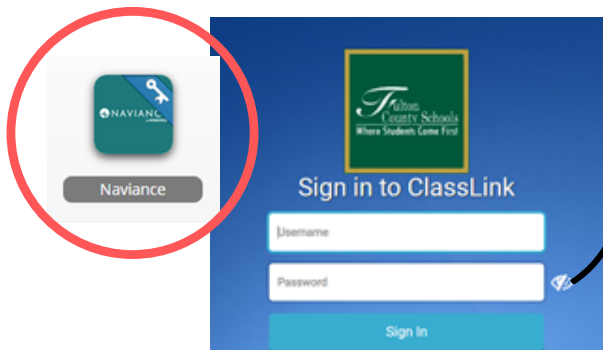 NAVIANCE
Naviance
Fulton
County Schools
Where Students Come First
Sign in to ClassLink
Username
Password
Sign In